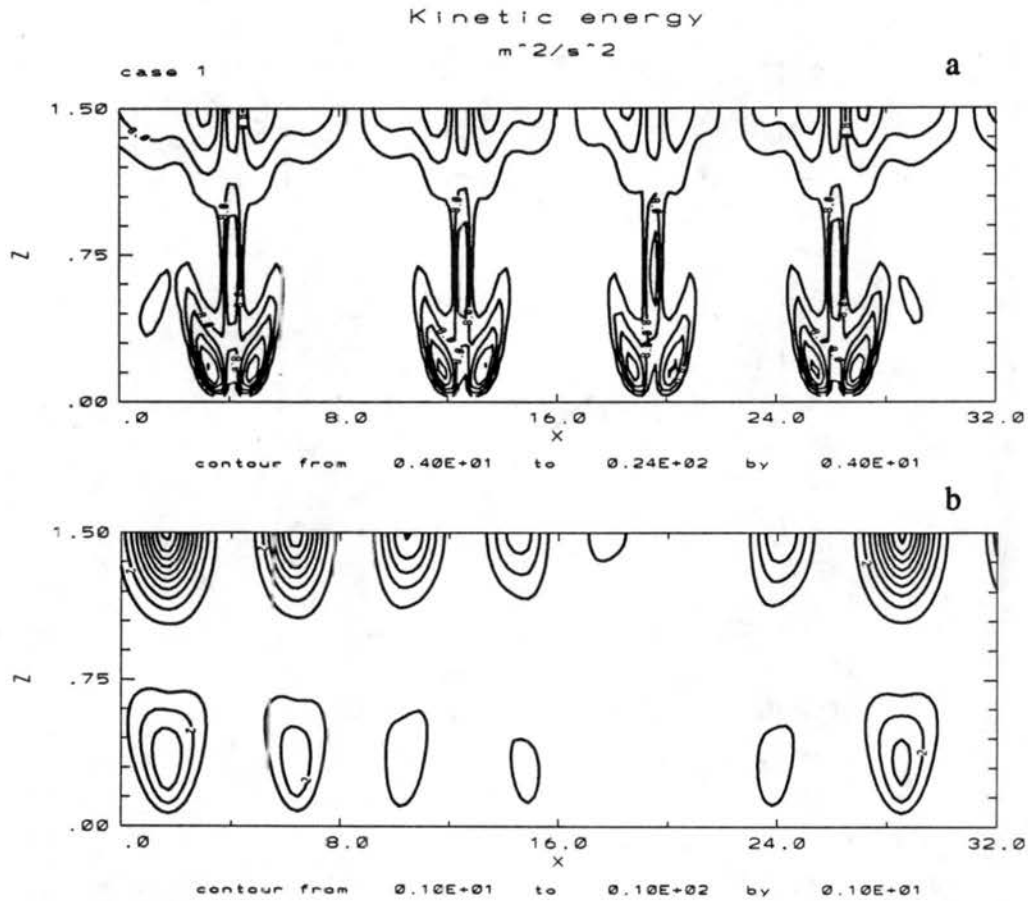 Kinetic energy
m^2/s^2
case 1
a
1.50
Z
.75
.00
.0 8.0 16.0 24.0 32.0
X
contour from 0.40E+01 to 0.24E+02 by 0.40E+01
b
1.50
Z
.75
.00
.0 8.0 16.0 24.0 32.0
X
contour from 0.10E+01 to 0.10E+02 by 0.10E+01